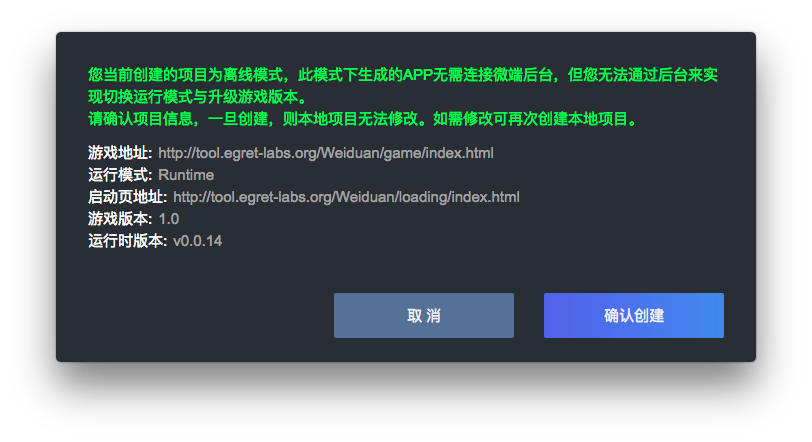 您当前创建的项目为离线模式，此模式下生成的APP无需连接微端后台，但您无法通过后台来实
现切换运行模式与升级游戏版本。
请确认项目信息，一旦创建，则本地项目无法修改。如需修改可再次创建本地项目。
游戏地址: http://tool.egret-labs.org/Weiduan/game/index.html
运行模式: Runtime
启动页地址: http://tool.egret-labs.org/Weiduan/loading/index.html
游戏版本: 1.0
运行时版本: v0.0.14
取 消
确认创建